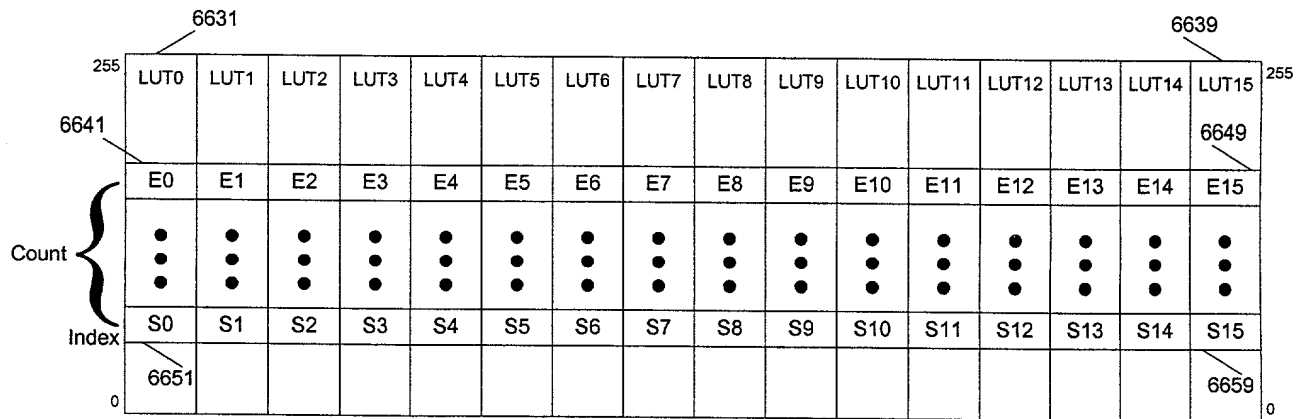 6631
6639
255 LUT0 LUT1 LUT2 LUT3 LUT4 LUT5 LUT6 LUT7 LUT8 LUT9 LUT10 LUT11 LUT12 LUT13 LUT14 LUT15 255
6641
6649
E0 E1 E2 E3 E4 E5 E6 E7 E8 E9 E10 E11 E12 E13 E14 E15
Count
Index S0 S1 S2 S3 S4 S5 S6 S7 S8 S9 S10 S11 S12 S13 S14 S15
6651
6659
0
0